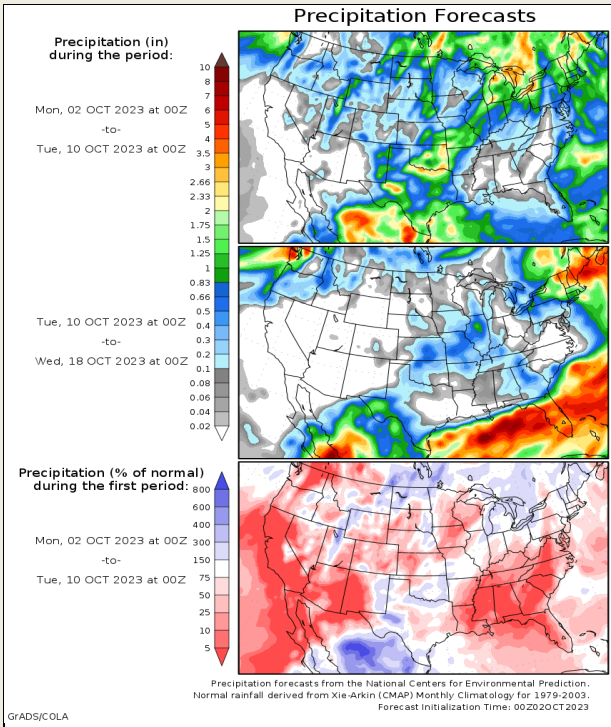 Precipitation Forecasts
Precipitation (in)
during the period:
Mon, 02 OCT 2023 at 00Z
-to-
Tue, 10 OCT 2023 at 00Z
10
8
7
6
5
4
3.5
3
2.66
2.33
2
1.75
1.5
1.25
1
0.83
0.66
0.5
0.4
0.3
0.2
0.1
0.08
0.06
0.04
0.02
Tue, 10 OCT 2023 at 00Z
-to-
Wed, 18 OCT 2023 at 00Z
Precipitation (% of normal)
during the first period:
Mon, 02 OCT 2023 at 00Z
-to-
Tue, 10 OCT 2023 at 00Z
800
600
400
300
150
75
50
25
10
5
Precipitation forecasts from the National Centers for Environmental Prediction.
Normal rainfall derived from Xie-Arkin (CMAP) Monthly Climatology for 1979-2003.
Forecast Initialization Time: 00Z02OCT2023
GrADS/COLA